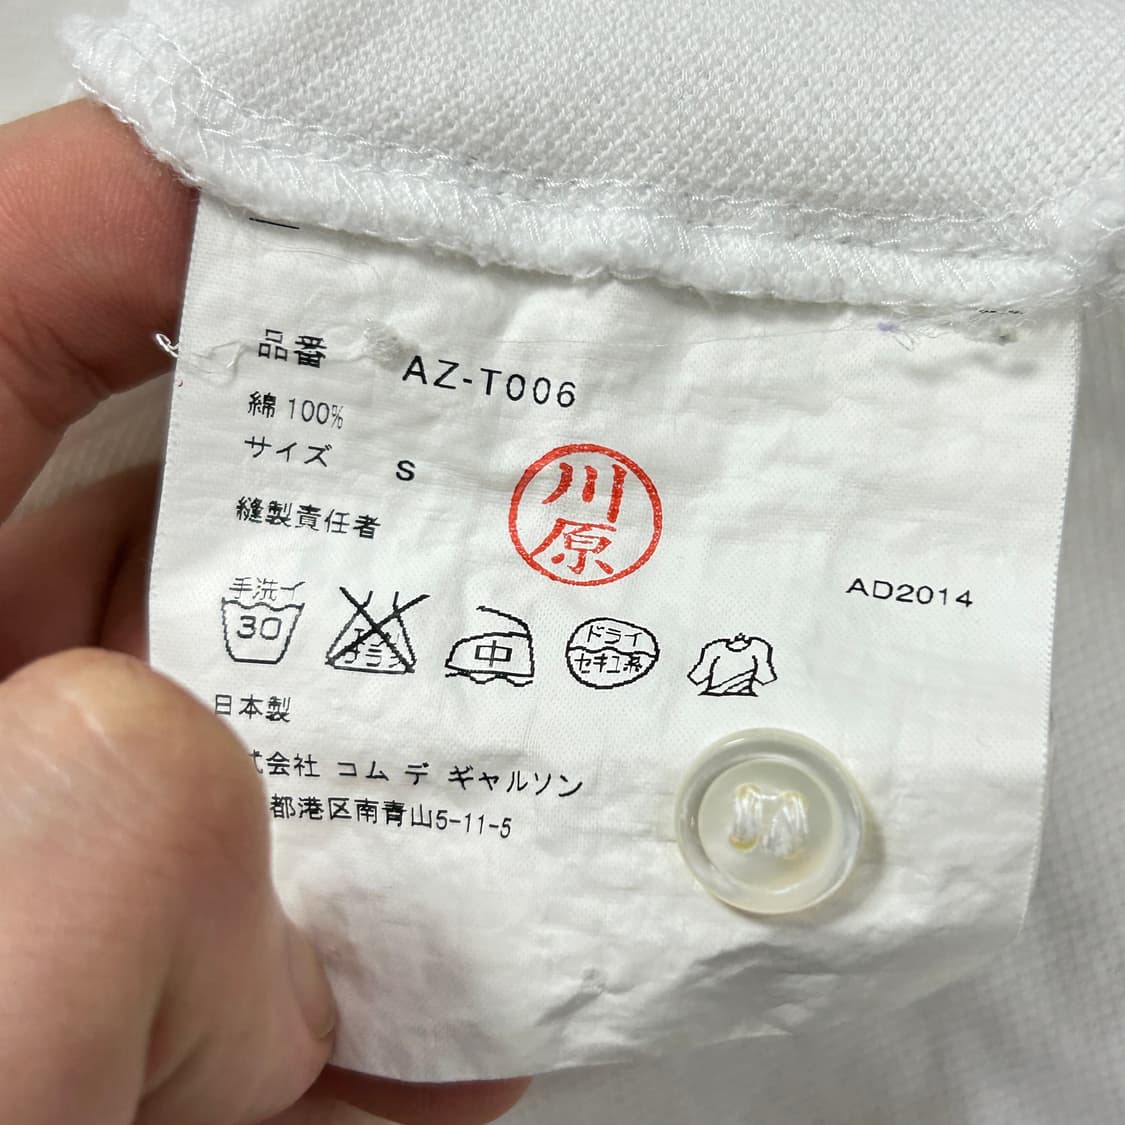 品番 AZ-T006
綿 100%
サイズ S
縫製責任者
川原
AD2014
手洗イ
30
中
ドライ
セキユ系
日本製
式会社 コム デ ギャルソン
都港区南青山5-11-5